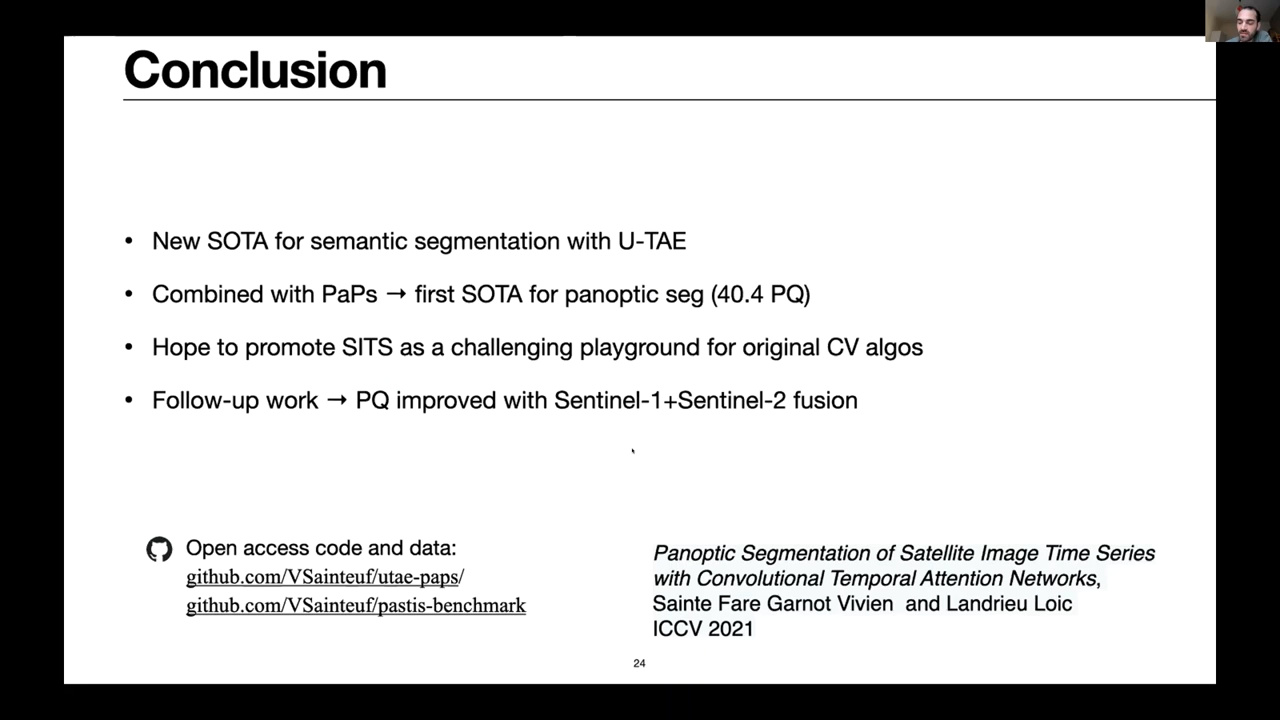 Conclusion
• New SOTA for semantic segmentation with U-TAE
• Combined with PaPs → first SOTA for panoptic seg (40.4 PQ)
• Hope to promote SITS as a challenging playground for original CV algos
• Follow-up work → PQ improved with Sentinel-1+Sentinel-2 fusion
Open access code and data:
github.com/VSainteuf/utae-paps/
github.com/VSainteuf/pastis-benchmark
Panoptic Segmentation of Satellite Image Time Series
with Convolutional Temporal Attention Networks,
Sainte Fare Garnot Vivien and Landrieu Loic
ICCV 2021
24